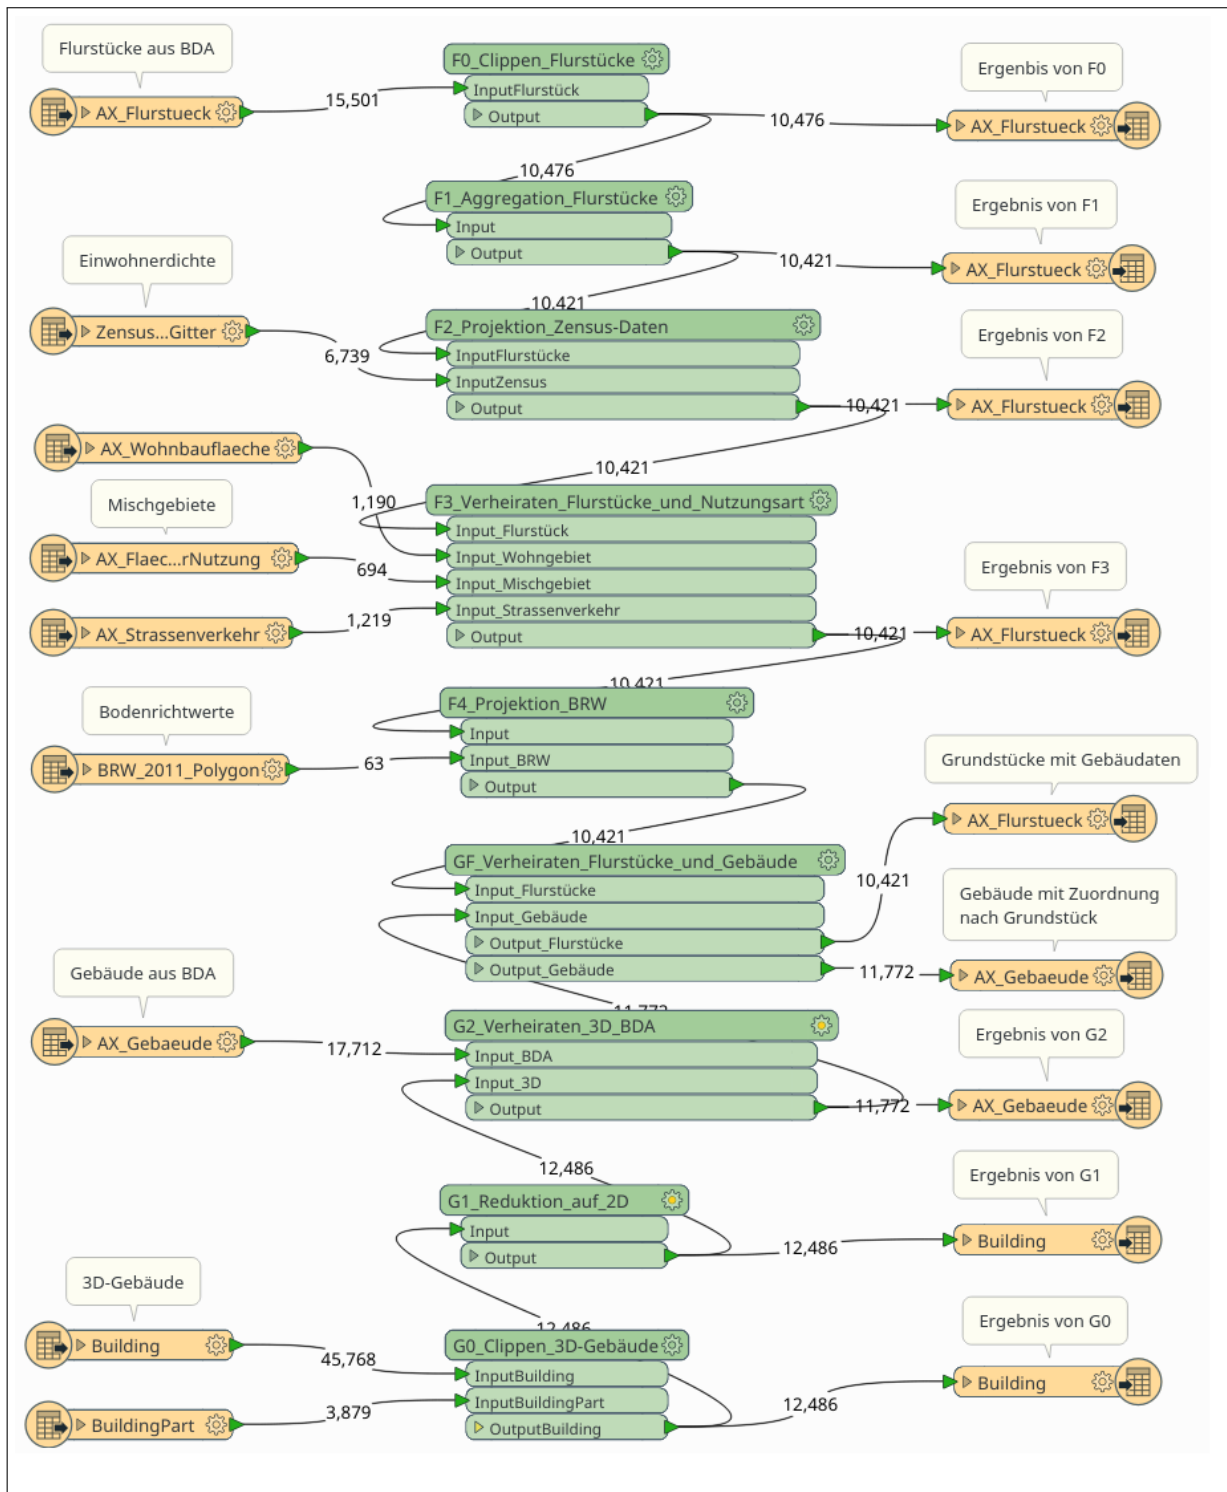 Flurstücke aus BDA
F0_Clippen_Flurstücke
Ergenbis von F0
InputFlurstück
15,501
AX_Flurstueck
Output
10,476
AX_Flurstueck
10,476
F1_Aggregation_Flurstücke
Ergebnis von F1
Input
Output
10,421
AX_Flurstueck
Einwohnerdichte
10,421
F2_Projektion_Zensus-Daten
Zensus...Gitter
Ergebnis von F2
InputFlurstücke
6,739
InputZensus
Output
10,421
AX_Flurstueck
AX_Wohnbauflaeche
10,421
Mischgebiete
1,190
F3_Verheiraten_Flurstücke_und_Nutzungsart
Input_Flurstück
AX_Flaec...rNutzung
Input_Wohngebiet
694
Input_Mischgebiet
Ergebnis von F3
Input_Strassenverkehr
1,219
AX_Strassenverkehr
Output
10,421
AX_Flurstueck
10,421
Bodenrichtwerte
F4_Projektion_BRW
Input
BRW_2011_Polygon
63
Input_BRW
Output
Grundstücke mit Gebäudaten
AX_Flurstueck
10,421
GF_Verheiraten_Flurstücke_und_Gebäude
Input_Flurstücke
10,421
Input_Gebäude
Gebäude mit Zuordnung
nach Grundstück
Output_Flurstücke
Output_Gebäude
11,772
AX_Gebaeude
Gebäude aus BDA
11,772
G2_Verheiraten_3D_BDA
Ergebnis von G2
AX_Gebaeude
17,712
Input_BDA
Input_3D
Output
11,772
AX_Gebaeude
12,486
Ergebnis von G1
G1_Reduktion_auf_2D
Input
Output
12,486
Building
3D-Gebäude
12,486
Ergebnis von G0
Building
G0_Clippen_3D-Gebäude
45,768
InputBuilding
Building
InputBuildingPart
3,879
12,486
BuildingPart
OutputBuilding